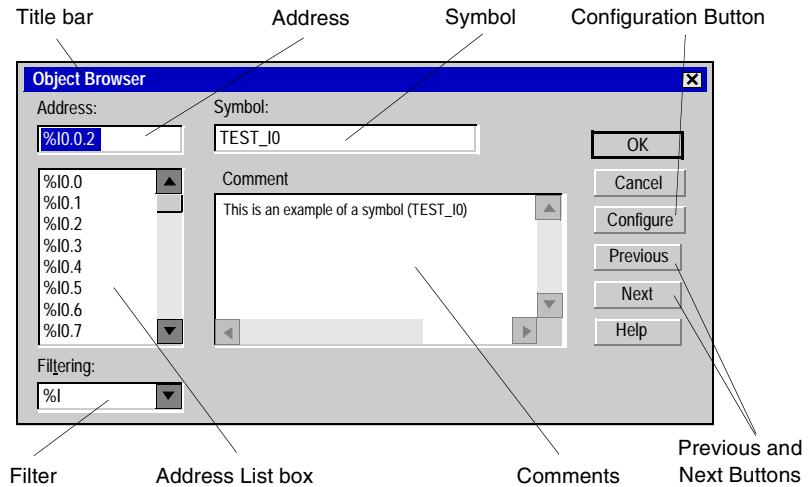 Title bar
Address
Symbol
Configuration Button
Object Browser
Address:
Symbol:
%I0.0.2
TEST_I0
OK
Cancel
Configure
Previous
Next
Help
%I0.0
%I0.1
%I0.2
%I0.3
%I0.4
%I0.5
%I0.6
%I0.7
Comment
This is an example of a symbol (TEST_I0)
Filtering:
%I
Filter
Address List box
Comments
Previous and
Next Buttons